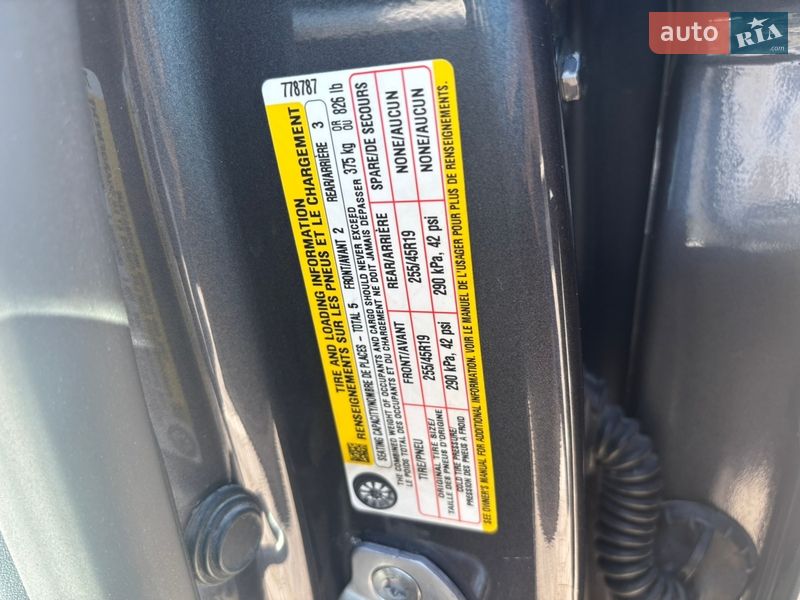 auto RIA .com
778787
TIRE AND LOADING INFORMATION
RENSEIGNEMENTS SUR LES PNEUS ET LE CHARGEMENT
SEATING CAPACITY/NOMBRE DE PLACES – TOTAL 5 FRONT/AVANT 2 REAR/ARRIÈRE 3
THE COMBINED WEIGHT OF OCCUPANTS AND CARGO SHOULD NEVER EXCEED 375 kg OR 826 lb
LE POIDS TOTAL DES OCCUPANTS ET DU CHARGEMENT NE DOIT JAMAIS DÉPASSER OU
TIRE/PNEU FRONT/AVANT REAR/ARRIÈRE SPARE/DE SECOURS
ORIGINAL TIRE SIZE/ 255/45R19 255/45R19 NONE/AUCUN
TAILLE DES PNEUS D'ORIGINE
COLD TIRE PRESSURE/ 290 kPa, 42 psi 290 kPa, 42 psi NONE/AUCUN
PRESSION DES PNEUS À FROID
SEE OWNER'S MANUAL FOR ADDITIONAL INFORMATION. VOIR LE MANUEL DE L'USAGER POUR PLUS DE RENSEIGNEMENTS.